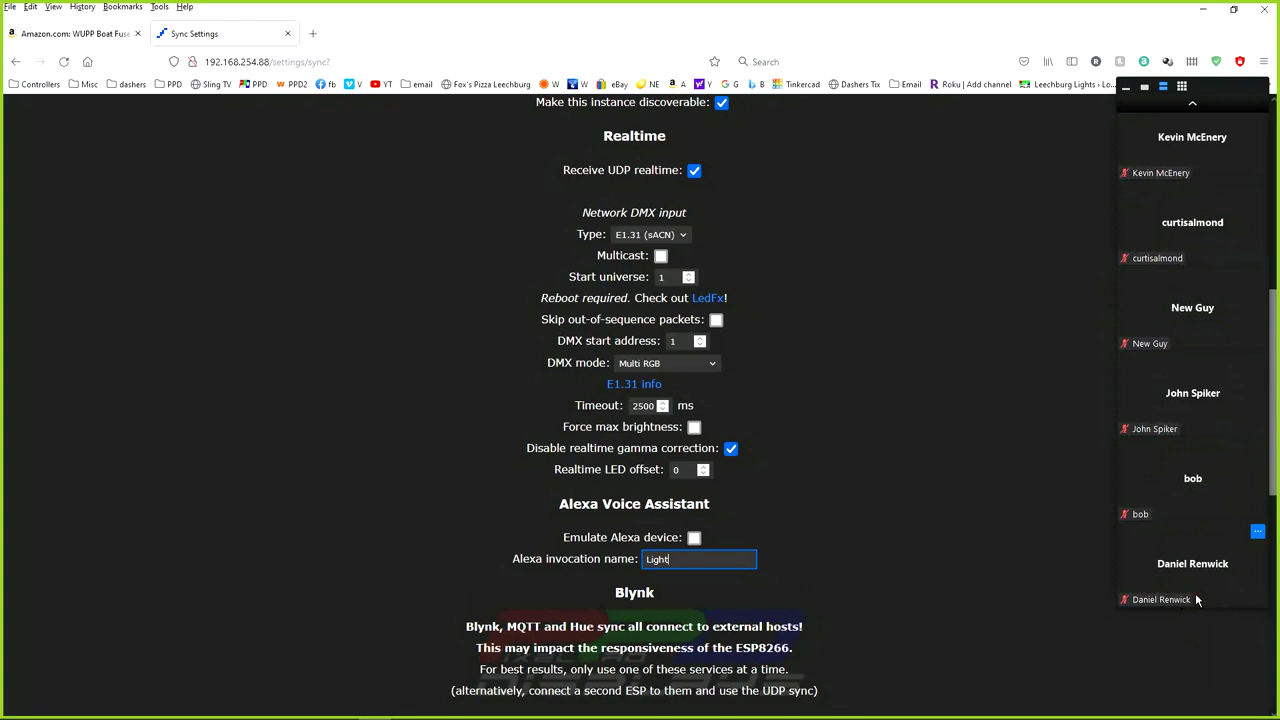 File Edit View History Bookmarks Tools Help
Amazon.com: WUPP Boat Fuse
Sync Settings
192.168.254.88/settings/sync?
Search
Controllers Misc dashers PPD Sling TV PPD PPD2 fb V YT email Fox's Pizza Leechburg W W eBay NE A Y G B Tinkercad Dashers Tix Email Roku | Add channel Leechburg Lights - Lo...
Make this instance discoverable:
Realtime
Receive UDP realtime:
Network DMX input
Type: E1.31 (sACN)
Multicast:
Start universe: 1
Reboot required. Check out LedFx!
Skip out-of-sequence packets:
DMX start address: 1
DMX mode: Multi RGB
E1.31 info
Timeout: 2500 ms
Force max brightness:
Disable realtime gamma correction:
Realtime LED offset: 0
Alexa Voice Assistant
Emulate Alexa device:
Alexa invocation name: Light
Blynk
Blynk, MQTT and Hue sync all connect to external hosts!
This may impact the responsiveness of the ESP8266.
For best results, only use one of these services at a time.
(alternatively, connect a second ESP to them and use the UDP sync)
Kevin McEnery
Kevin McEnery
curtisalmond
curtisalmond
New Guy
New Guy
John Spiker
John Spiker
bob
bob
Daniel Renwick
Daniel Renwick